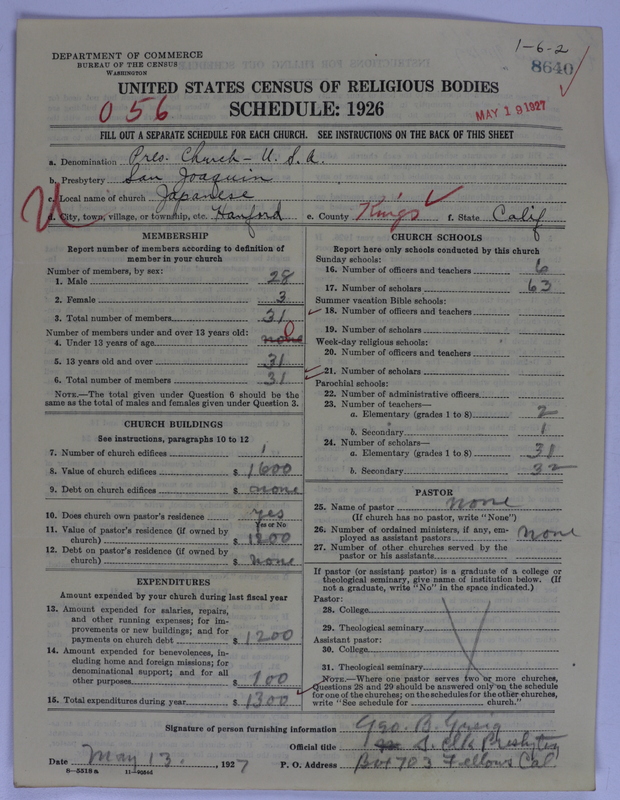 1-6-2
DEPARTMENT OF COMMERCE
BUREAU OF THE CENSUS
WASHINGTON
8640
UNITED STATES CENSUS OF RELIGIOUS BODIES
056
SCHEDULE: 1926
MAY 19 1927
FILL OUT A SEPARATE SCHEDULE FOR EACH CHURCH. SEE INSTRUCTIONS ON THE BACK OF THIS SHEET
a. Denomination Pres. Church - U. S. A.
b. Presbytery San Joaquin
c. Local name of church Japanese
d. City, town, village, or township, etc. Hanford e. County Kings f. State Calif
MEMBERSHIP
Report number of members according to definition of member in your church
Number of members, by sex:
1. Male 28
2. Female 3
3. Total number of members 31
Number of members under and over 13 years old:
4. Under 13 years of age none 0
5. 13 years old and over 31
6. Total number of members 31
NOTE.—The total given under Question 6 should be the same as the total of males and females given under Question 3.
CHURCH BUILDINGS
See instructions, paragraphs 10 to 12
7. Number of church edifices 1
8. Value of church edifices $ 1600
9. Debt on church edifices $ none
10. Does church own pastor's residence yes
Yes or No
11. Value of pastor's residence (if owned by church) $ 1200
12. Debt on pastor's residence (if owned by church) $ none
EXPENDITURES
Amount expended by your church during last fiscal year
13. Amount expended for salaries, repairs, and other running expenses; for improvements or new buildings; and for payments on church debt $ 1200
14. Amount expended for benevolences, including home and foreign missions; for denominational support; and for all other purposes $ 100
15. Total expenditures during year $ 1300
CHURCH SCHOOLS
Report here only schools conducted by this church
Sunday schools:
16. Number of officers and teachers 6
17. Number of scholars 63
Summer vacation Bible schools:
18. Number of officers and teachers
19. Number of scholars
Week-day religious schools:
20. Number of officers and teachers
21. Number of scholars
Parochial schools:
22. Number of administrative officers
23. Number of teachers—
a. Elementary (grades 1 to 8) 2
b. Secondary 1
24. Number of scholars—
a. Elementary (grades 1 to 8) 31
b. Secondary 32
PASTOR
25. Name of pastor none
(If church has no pastor, write "None")
26. Number of ordained ministers, if any, employed as assistant pastors none
27. Number of other churches served by the pastor or his assistants
If pastor (or assistant pastor) is a graduate of a college or theological seminary, give name of institution below. (If not a graduate, write "No" in the space indicated.)
Pastor:
28. College
29. Theological seminary
Assistant pastor:
30. College
31. Theological seminary
NOTE.—Where one pastor serves two or more churches, Questions 28 and 29 should be answered only on the schedule for one of the churches; on the schedules for the other churches, write "See schedule for church."
Signature of person furnishing information Geo. B. Greig
Official title S. Clk Presbytery
Date May 13, 1927 P. O. Address Box 703 Fellows Cal
8-5518a